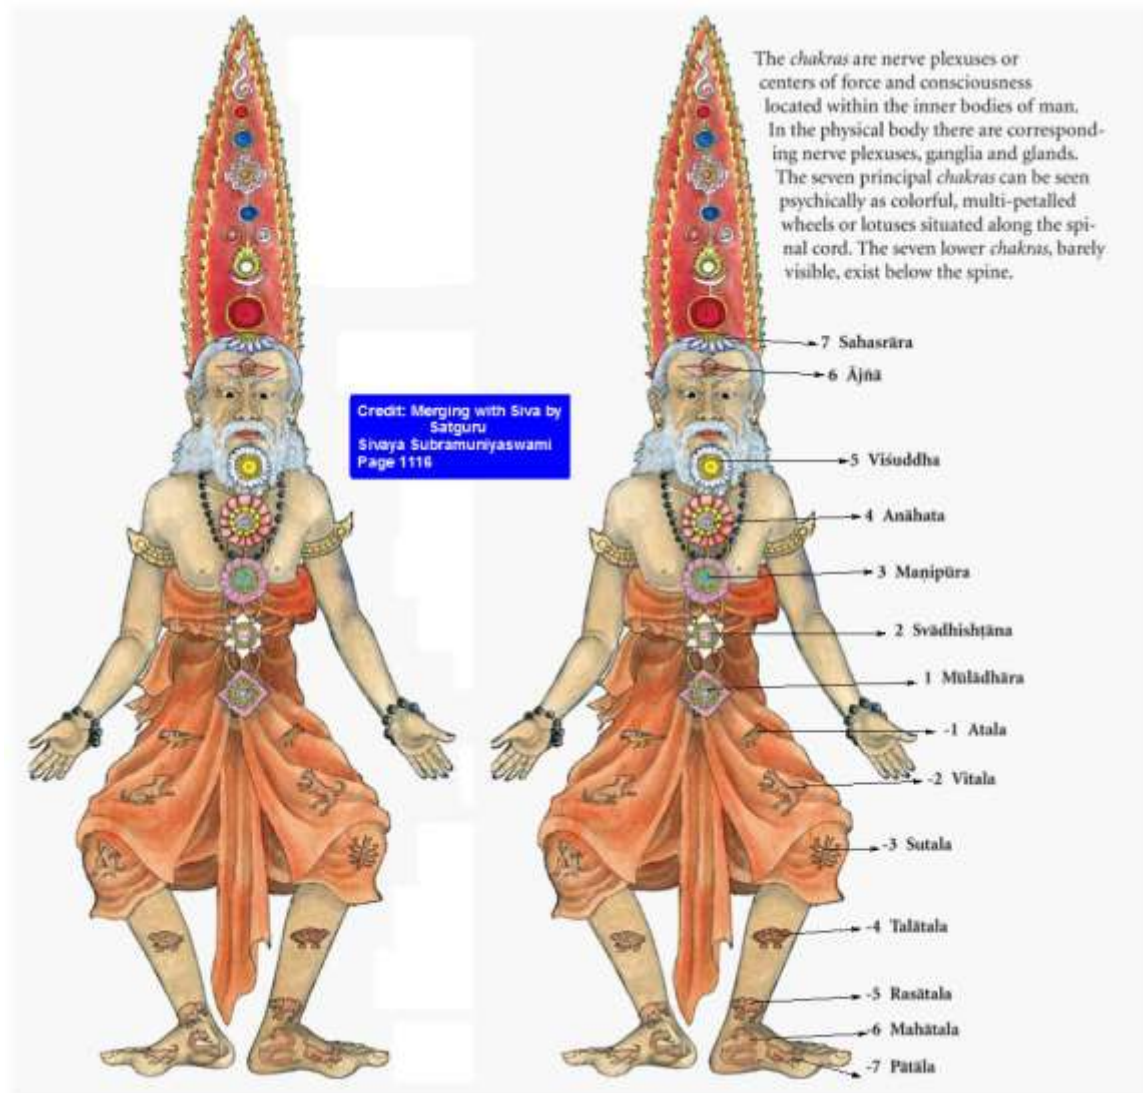 The chakras are nerve plexuses or
centers of force and consciousness
located within the inner bodies of man.
In the physical body there are correspond-
ing nerve plexuses, ganglia and glands.
The seven principal chakras can be seen
psychically as colorful, multi-petalled
wheels or lotuses situated along the spi-
nal cord. The seven lower chakras, barely
visible, exist below the spine.
7 Sahasrāra
6 Ājñā
Credit: Merging with Siva by
Satguru
Sivaya Subramuniyaswami
Page 1116
5 Viśuddha
4 Anāhata
3 Maṇipūra
2 Svādhishṭāna
1 Mūlādhāra
-1 Atala
-2 Vitala
-3 Sutala
-4 Talātala
-5 Rasātala
-6 Mahātala
-7 Pātāla